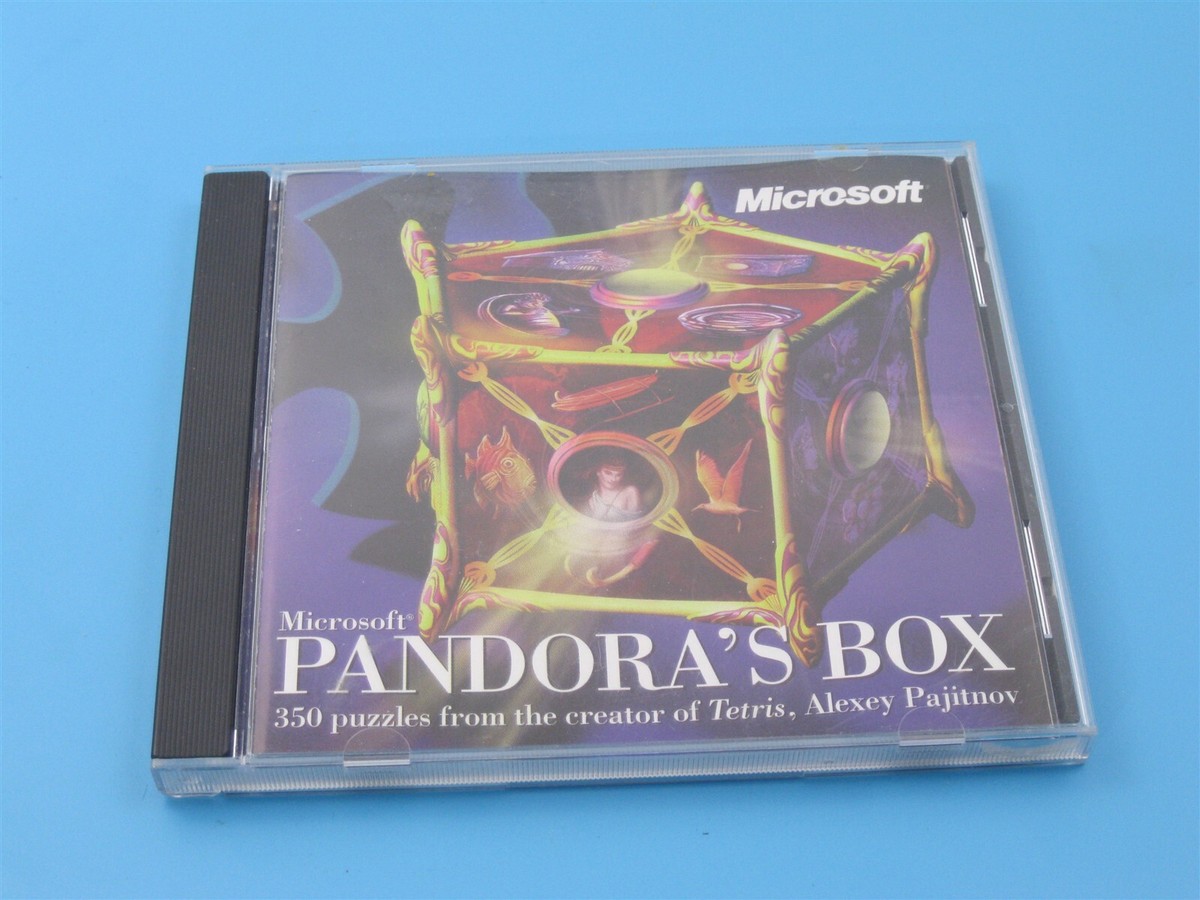 Microsoft
Microsoft®
PANDORA'S BOX
350 puzzles from the creator of Tetris, Alexey Pajitnov